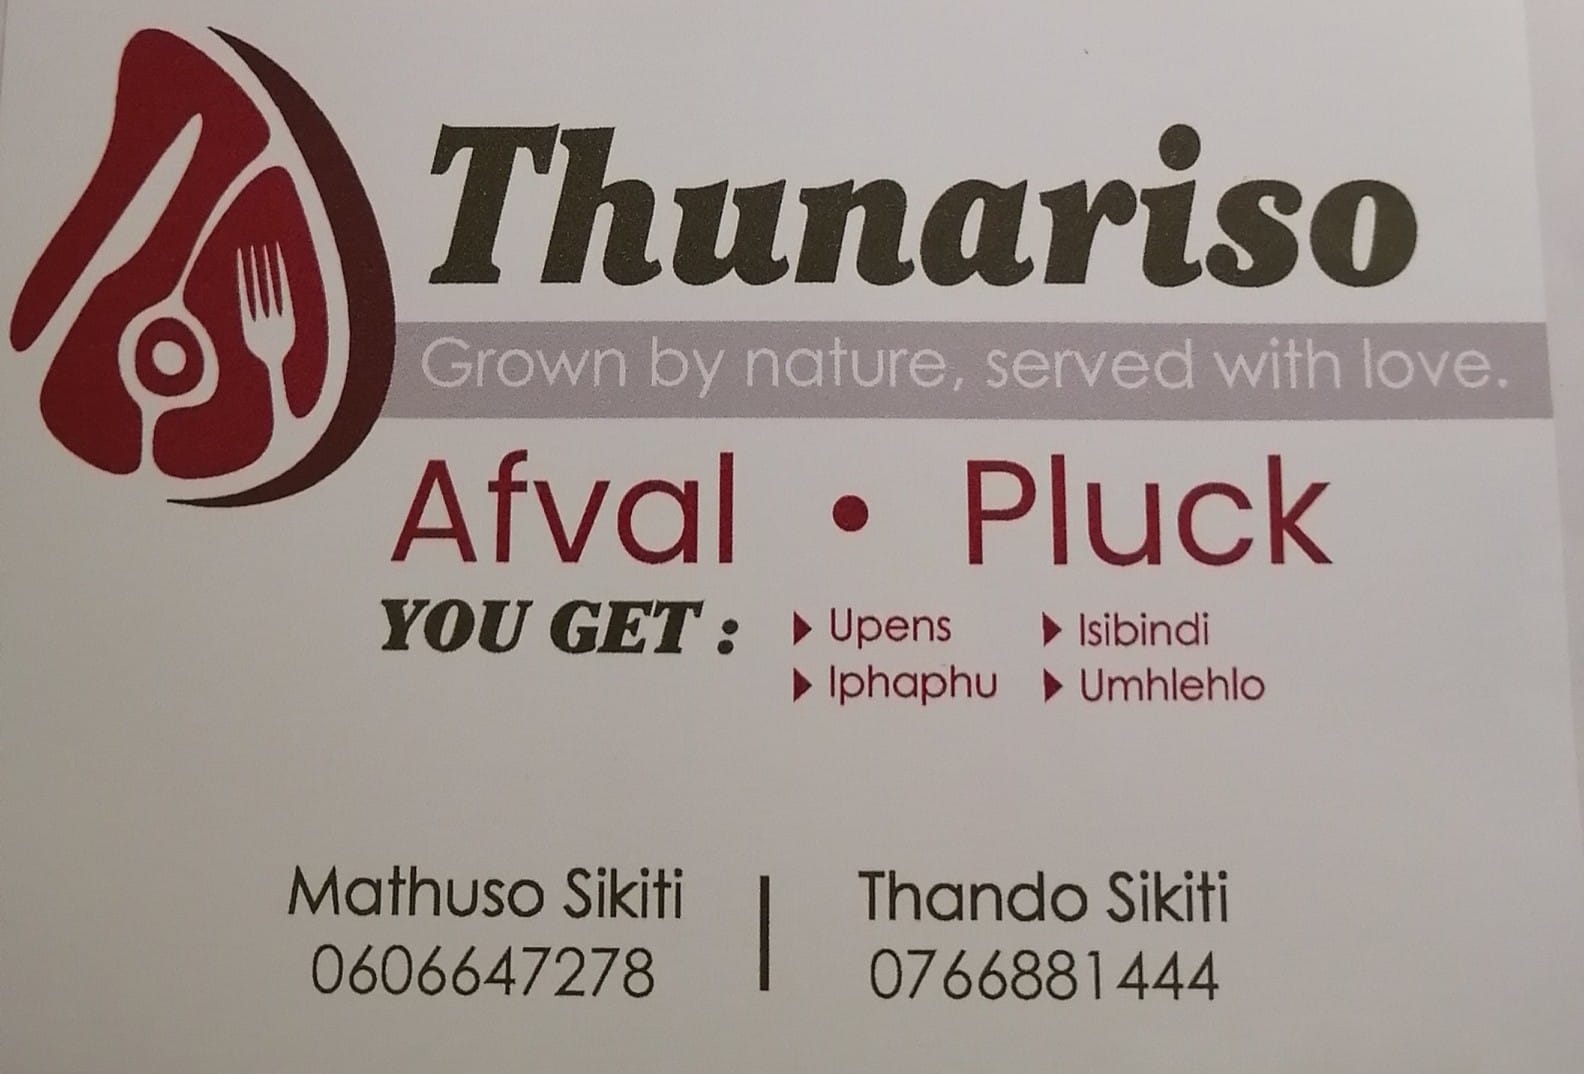 Thunariso
Grown by nature, served with love.
Afval • Pluck
YOU GET :
Upens
Isibindi
Iphaphu
Umhlehlo
Mathuso Sikiti
0606647278
Thando Sikiti
0766881444